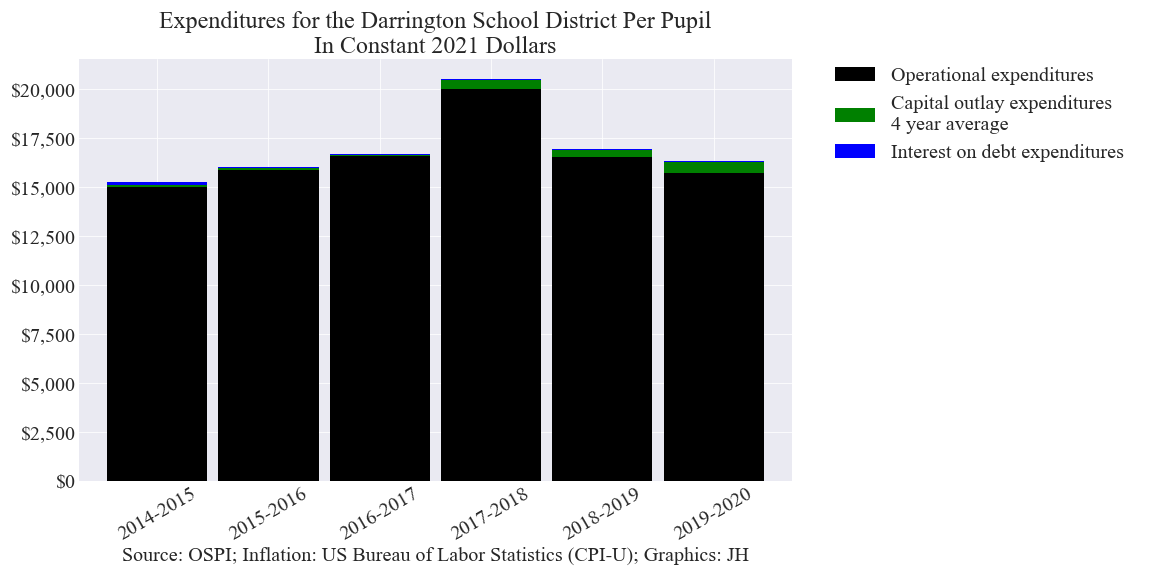 Expenditures for the Darrington School District Per Pupil
In Constant 2021 Dollars
$20,000
$17,500
$15,000
$12,500
$10,000
$7,500
$5,000
$2,500
$0
2014-2015
2015-2016
2016-2017
2017-2018
2018-2019
2019-2020
Source: OSPI; Inflation: US Bureau of Labor Statistics (CPI-U); Graphics: JH
Operational expenditures
Capital outlay expenditures
4 year average
Interest on debt expenditures